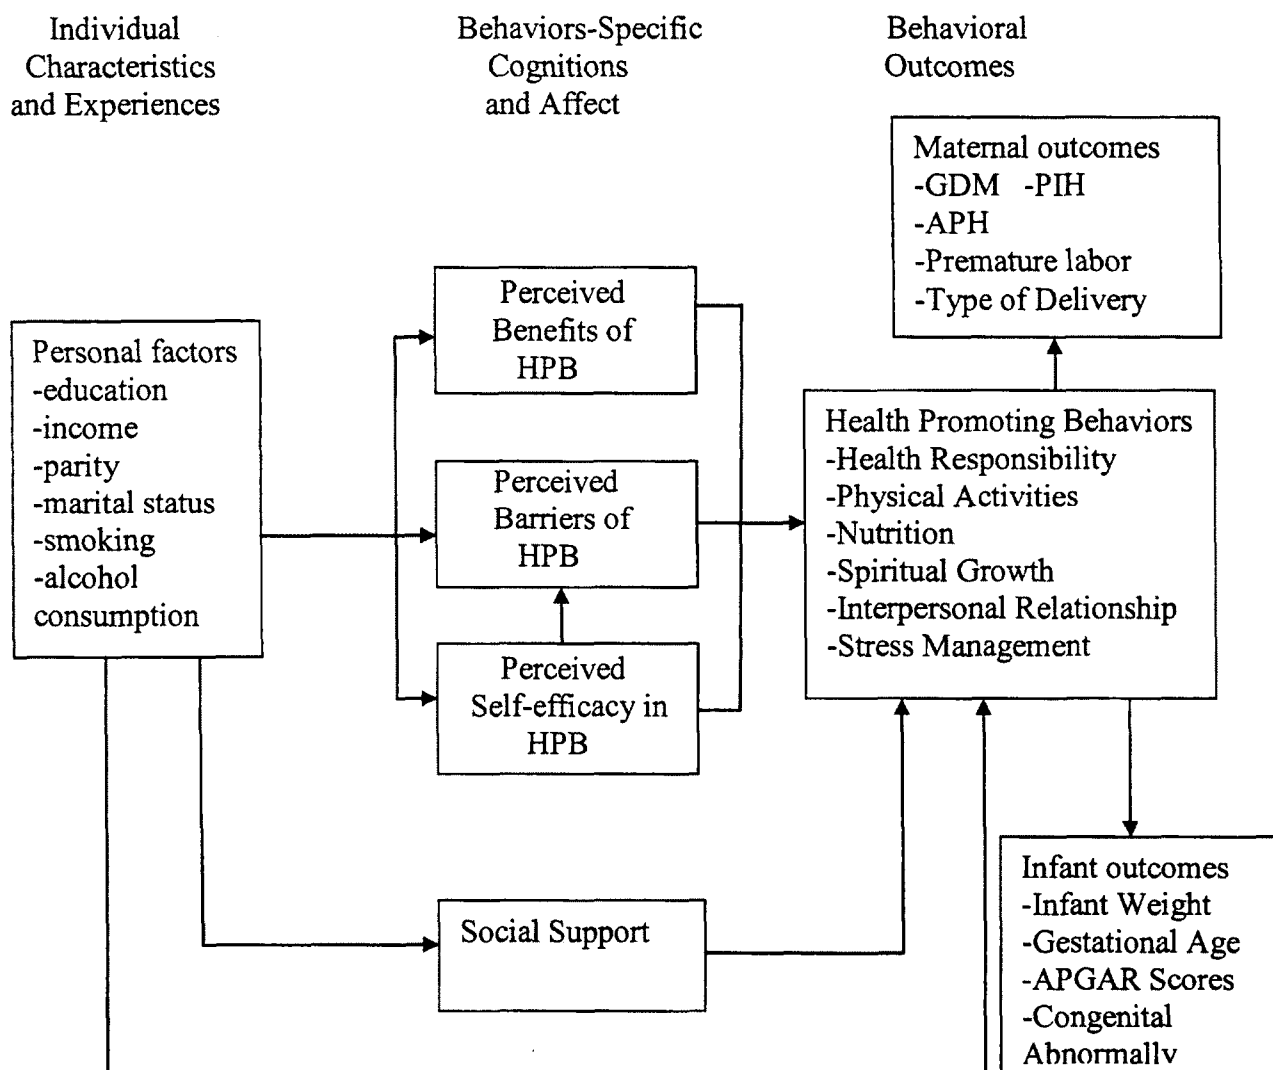 Individual
Characteristics
and Experiences
Behaviors-Specific
Cognitions
and Affect
Behavioral
Outcomes
Maternal outcomes
-GDM -PIH
-APH
-Premature labor
-Type of Delivery
Personal factors
-education
-income
-parity
-marital status
-smoking
-alcohol
consumption
Perceived
Benefits of
HPB
Perceived
Barriers of
HPB
Perceived
Self-efficacy in
HPB
Health Promoting Behaviors
-Health Responsibility
-Physical Activities
-Nutrition
-Spiritual Growth
-Interpersonal Relationship
-Stress Management
Social Support
Infant outcomes
-Infant Weight
-Gestational Age
-APGAR Scores
-Congenital
Abnormally